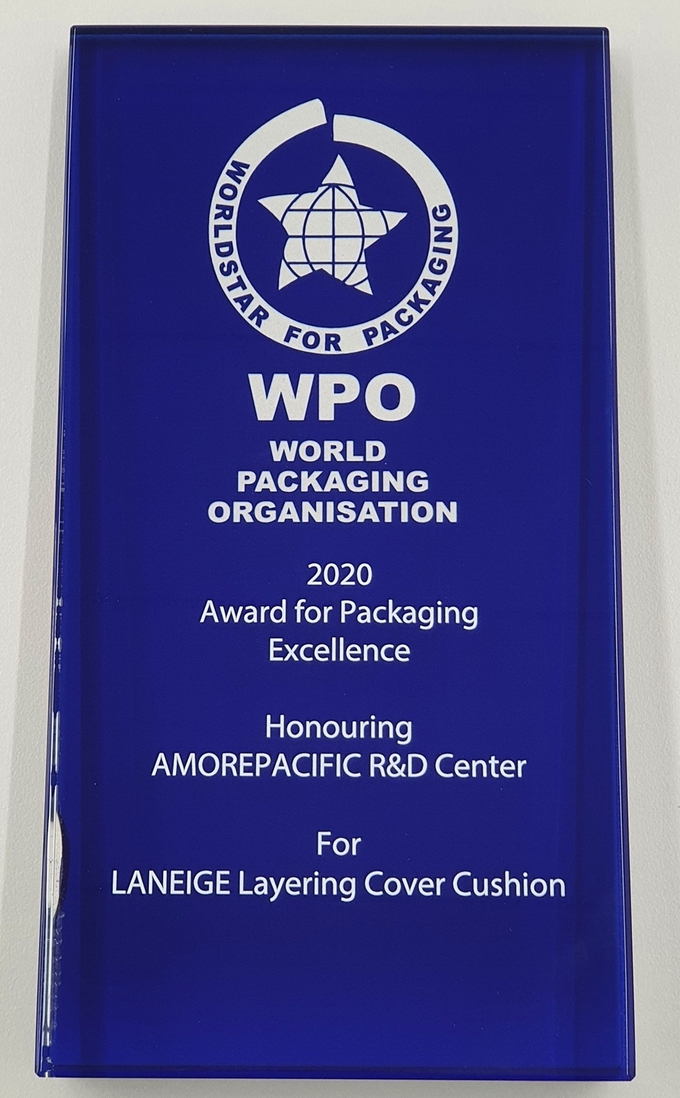 WORLDSTAR FOR PACKAGING
WPO
WORLD
PACKAGING
ORGANISATION
2020
Award for Packaging
Excellence
Honouring
AMOREPACIFIC R&D Center
For
LANEIGE Layering Cover Cushion